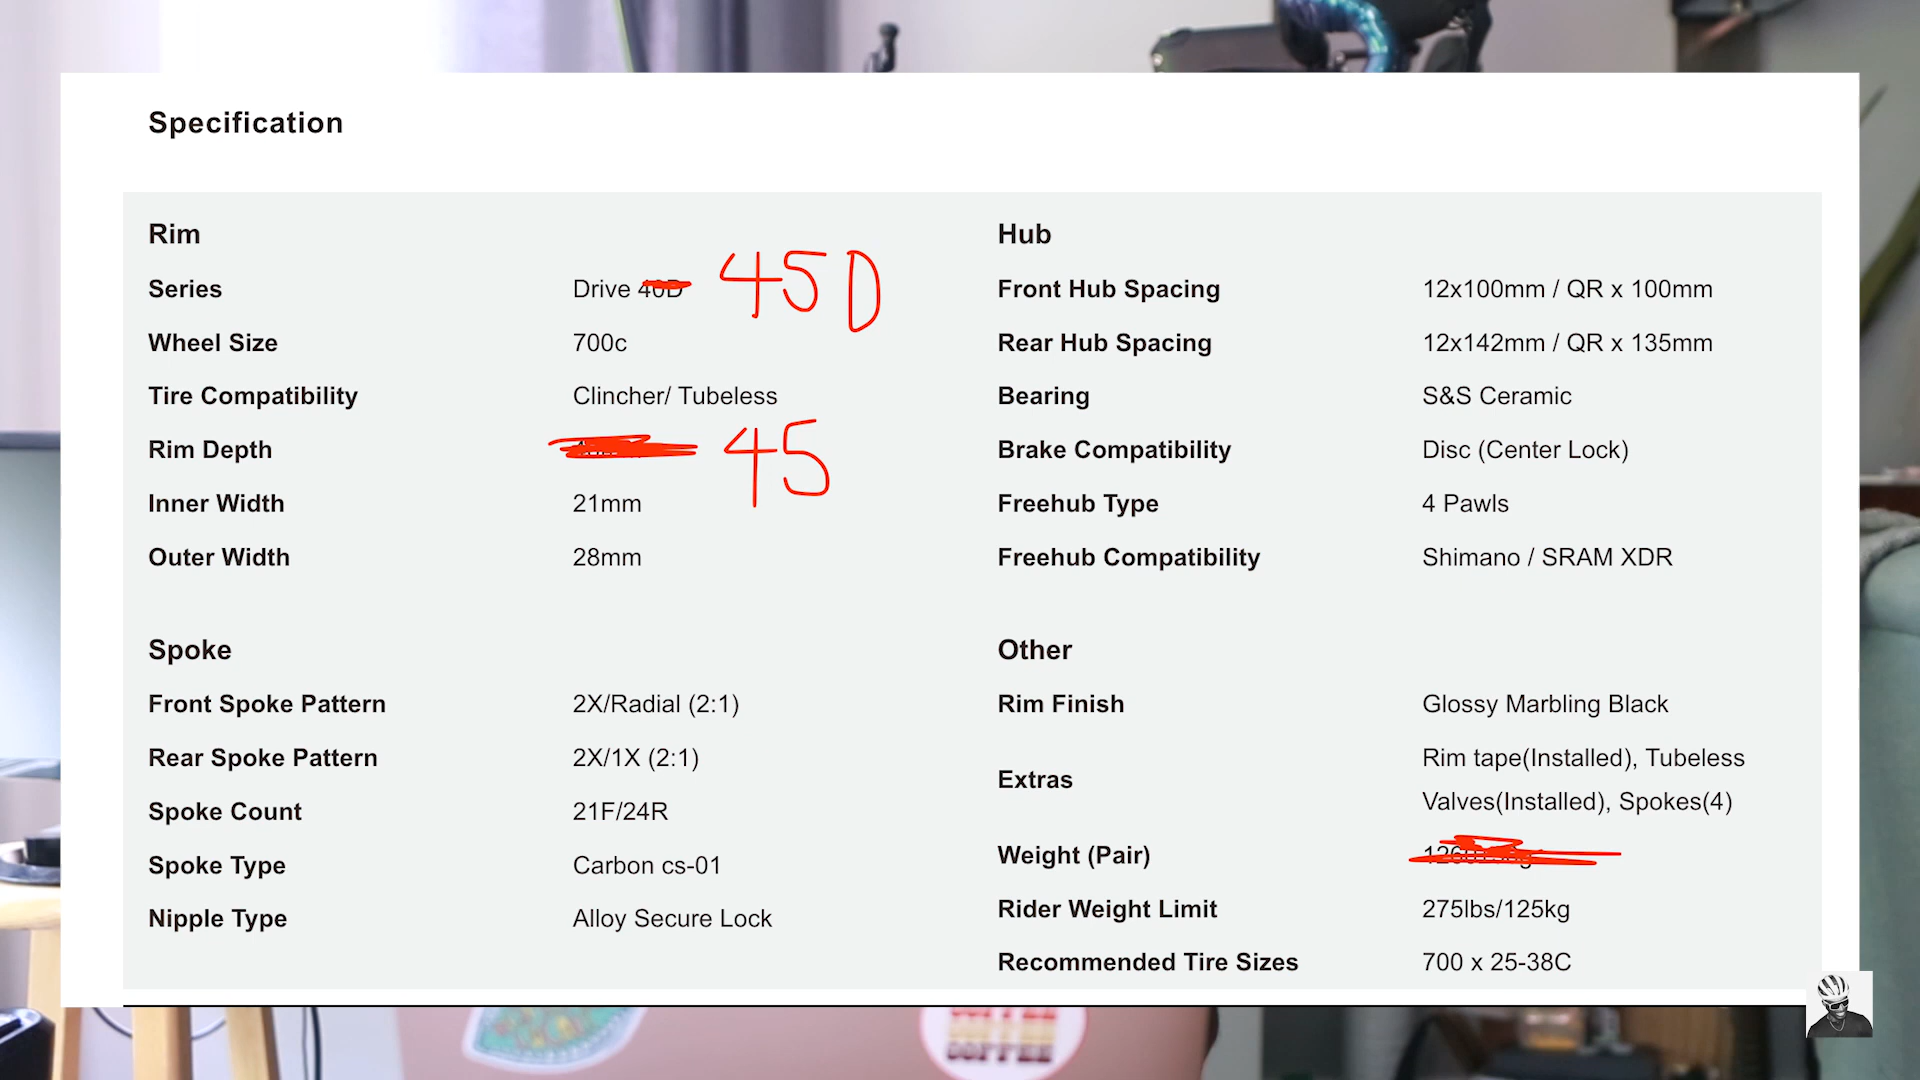 Specification
Rim
Series Drive 40D 45D
Wheel Size 700c
Tire Compatibility Clincher/ Tubeless
Rim Depth 45
Inner Width 21mm
Outer Width 28mm
Spoke
Front Spoke Pattern 2X/Radial (2:1)
Rear Spoke Pattern 2X/1X (2:1)
Spoke Count 21F/24R
Spoke Type Carbon cs-01
Nipple Type Alloy Secure Lock
Hub
Front Hub Spacing 12x100mm / QR x 100mm
Rear Hub Spacing 12x142mm / QR x 135mm
Bearing S&S Ceramic
Brake Compatibility Disc (Center Lock)
Freehub Type 4 Pawls
Freehub Compatibility Shimano / SRAM XDR
Other
Rim Finish Glossy Marbling Black
Extras Rim tape(Installed), Tubeless
Valves(Installed), Spokes(4)
Weight (Pair)
Rider Weight Limit 275lbs/125kg
Recommended Tire Sizes 700 x 25-38C
COFFEE